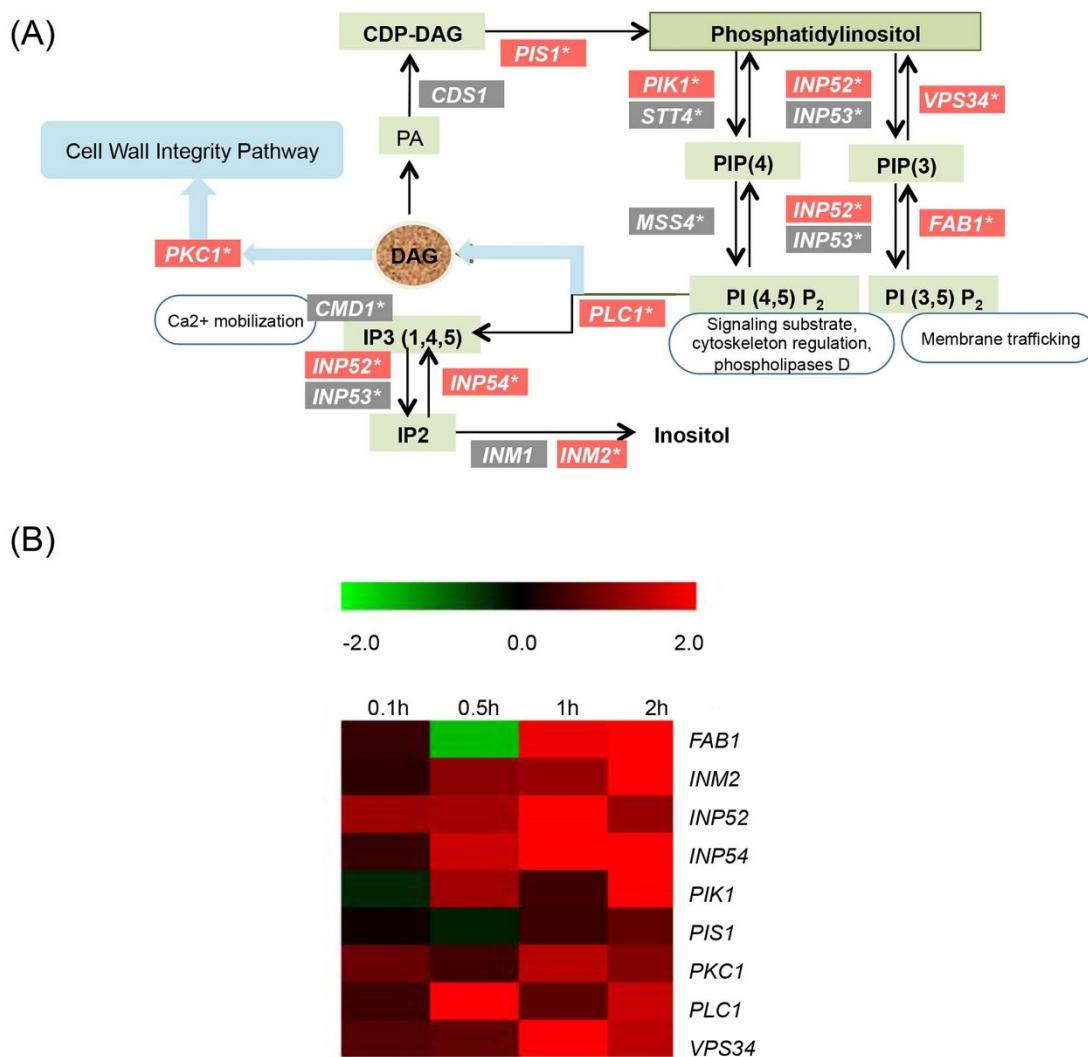 (A)
CDP-DAG
PIS1*
Phosphatidylinositol
CDS1
PIK1*
STT4*
INP52*
INP53*
VPS34*
PA
Cell Wall Integrity Pathway
PIP(4)
PIP(3)
MSS4*
INP52*
INP53*
FAB1*
PKC1*
DAG
CMD1*
Ca2+ mobilization
IP3 (1,4,5)
PLC1*
PI (4,5) P2
PI (3,5) P2
Signaling substrate,
cytoskeleton regulation,
phospholipases D
Membrane trafficking
INP52*
INP53*
INP54*
IP2
Inositol
INM1
INM2*
(B)
-2.0 0.0 2.0
0.1h 0.5h 1h 2h
FAB1
INM2
INP52
INP54
PIK1
PIS1
PKC1
PLC1
VPS34